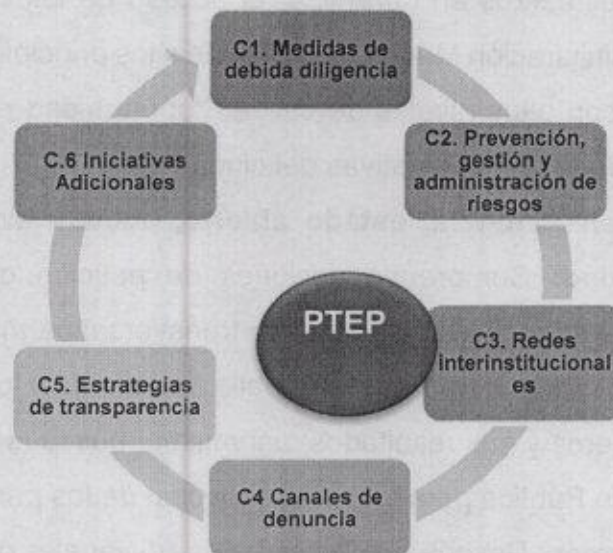 C1. Medidas de
debida diligencia
C2. Prevención,
gestión y
administración de
riesgos
C3. Redes
interinstitucional
es
C4 Canales de
denuncia
C5. Estrategias
de transparencia
C.6 Iniciativas
Adicionales
PTEP